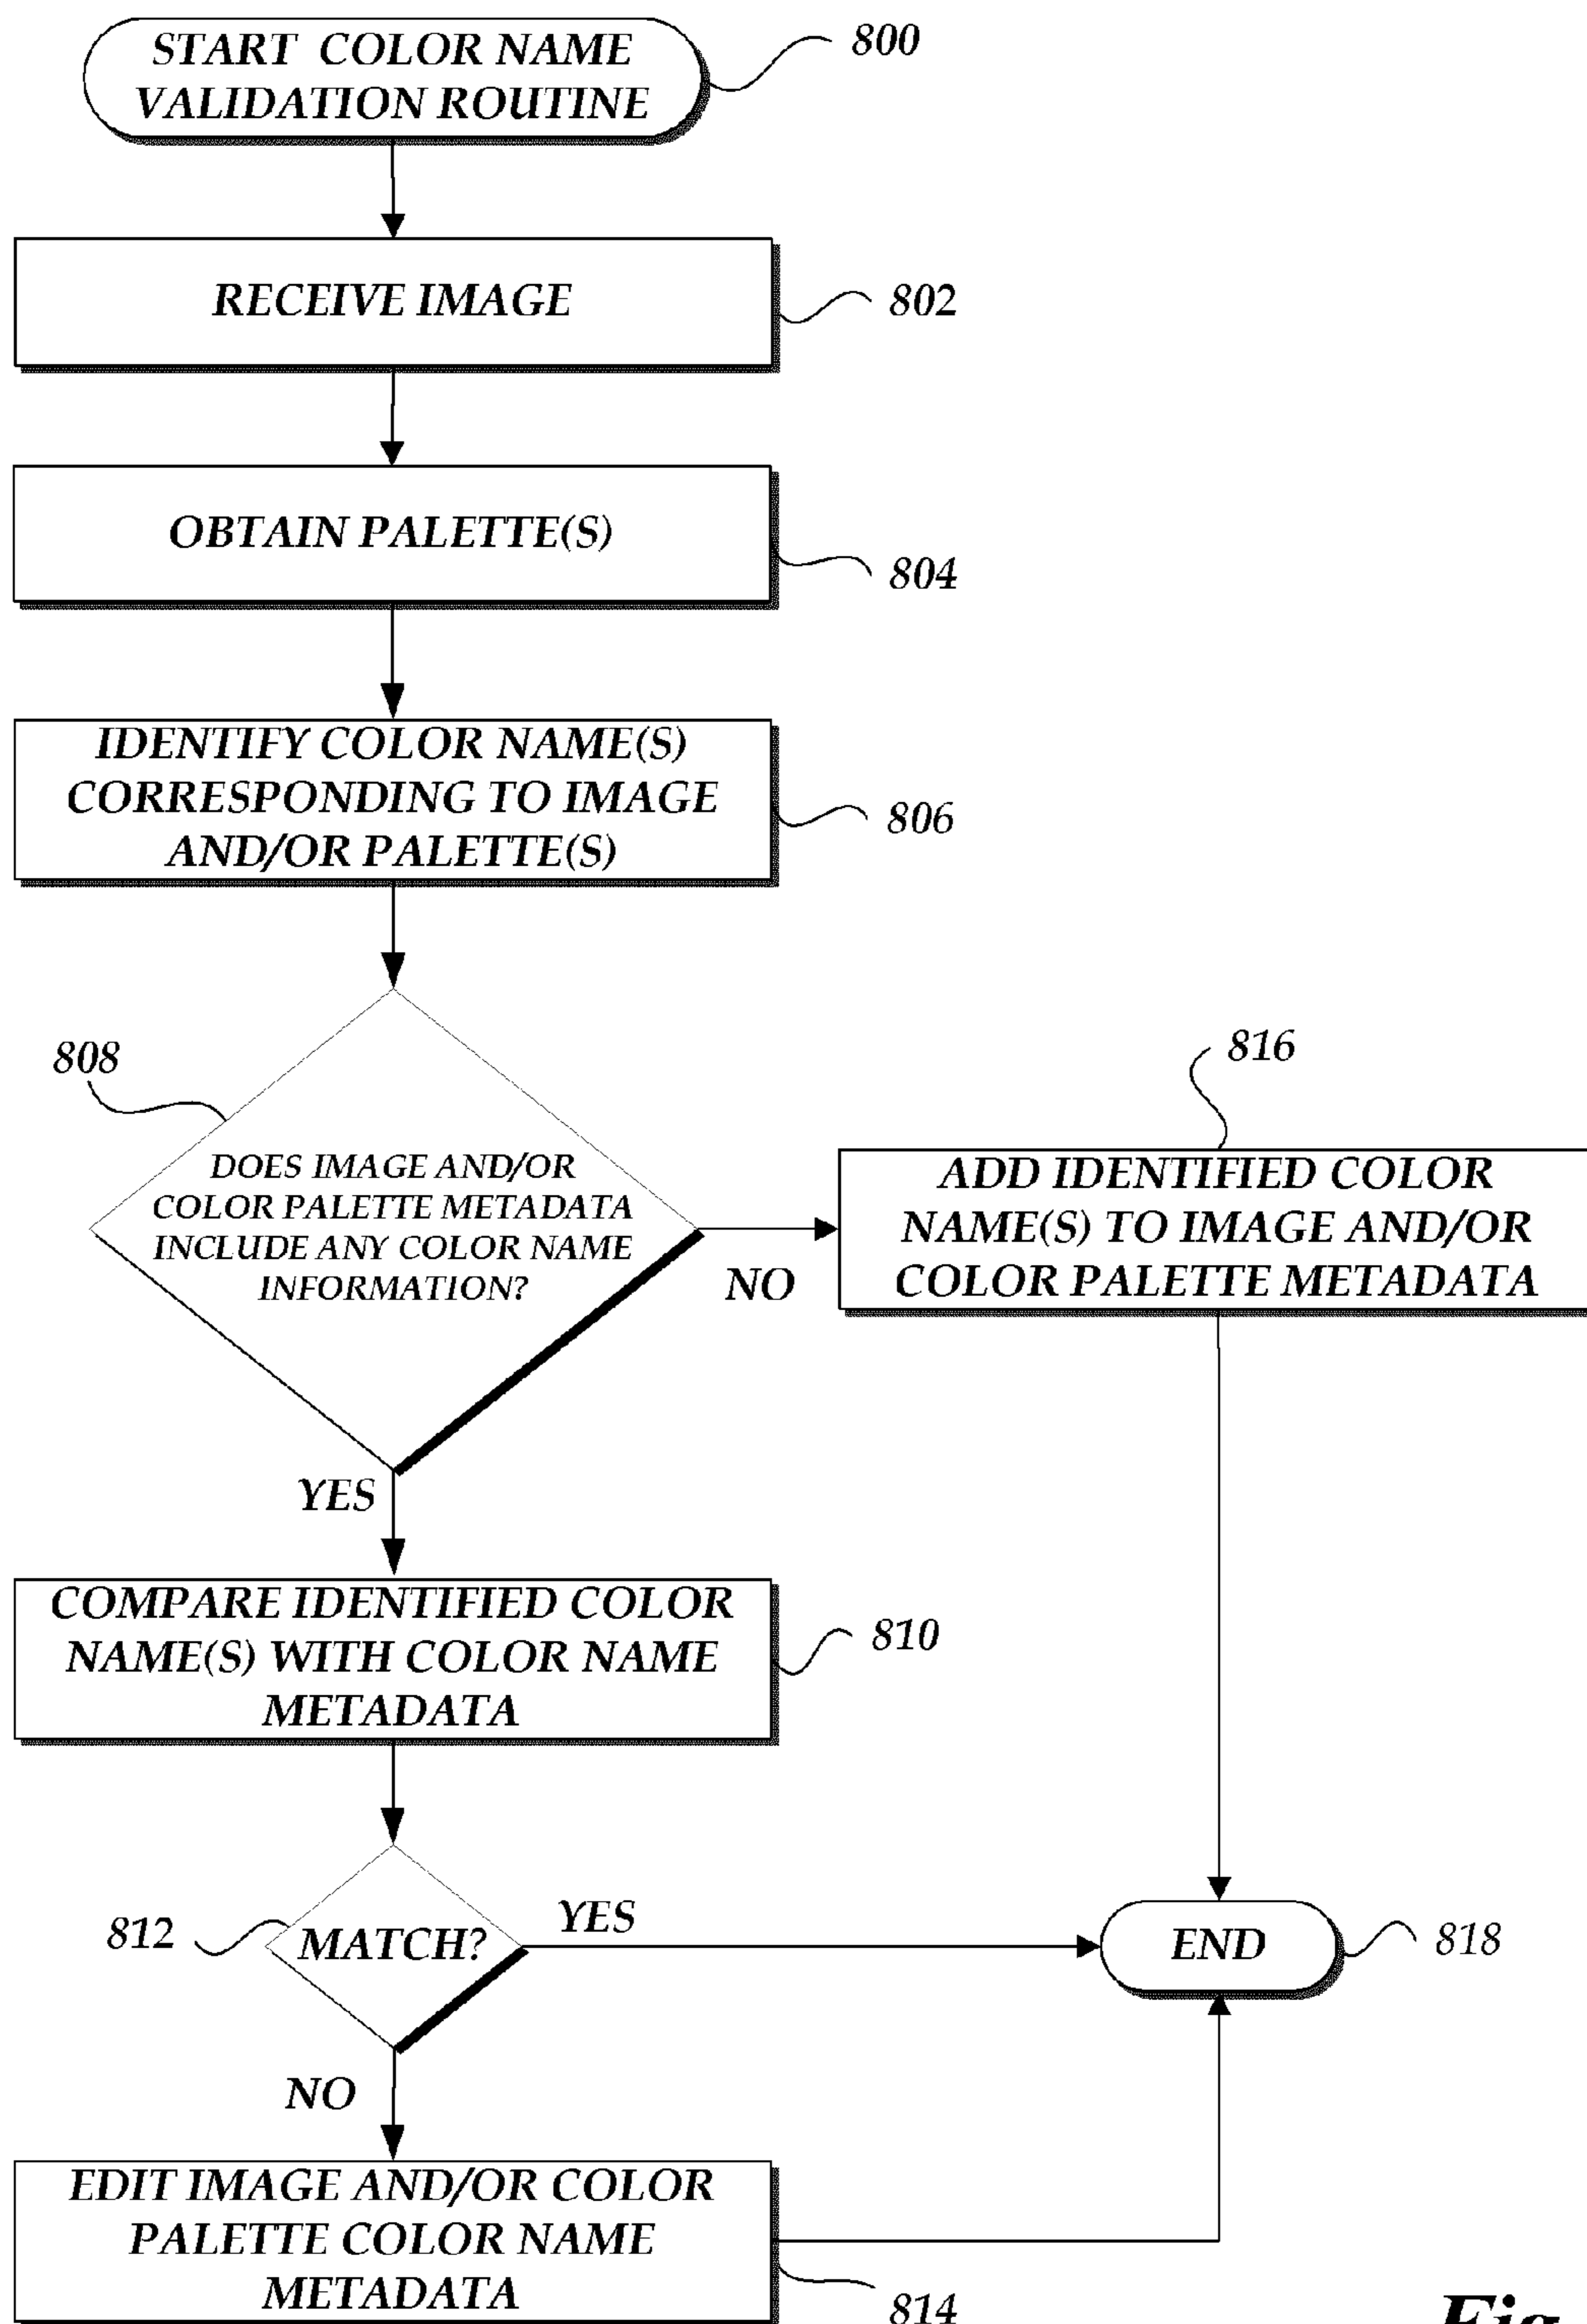 START COLOR NAME
VALIDATION ROUTINE
800
RECEIVE IMAGE
802
OBTAIN PALETTE(S)
804
IDENTIFY COLOR NAME(S)
CORRESPONDING TO IMAGE
AND/OR PALETTE(S)
806
808
DOES IMAGE AND/OR
COLOR PALETTE METADATA
INCLUDE ANY COLOR NAME
INFORMATION?
NO
816
ADD IDENTIFIED COLOR
NAME(S) TO IMAGE AND/OR
COLOR PALETTE METADATA
YES
COMPARE IDENTIFIED COLOR
NAME(S) WITH COLOR NAME
METADATA
810
812
MATCH?
YES
END
818
NO
EDIT IMAGE AND/OR COLOR
PALETTE COLOR NAME
METADATA
814
Fig